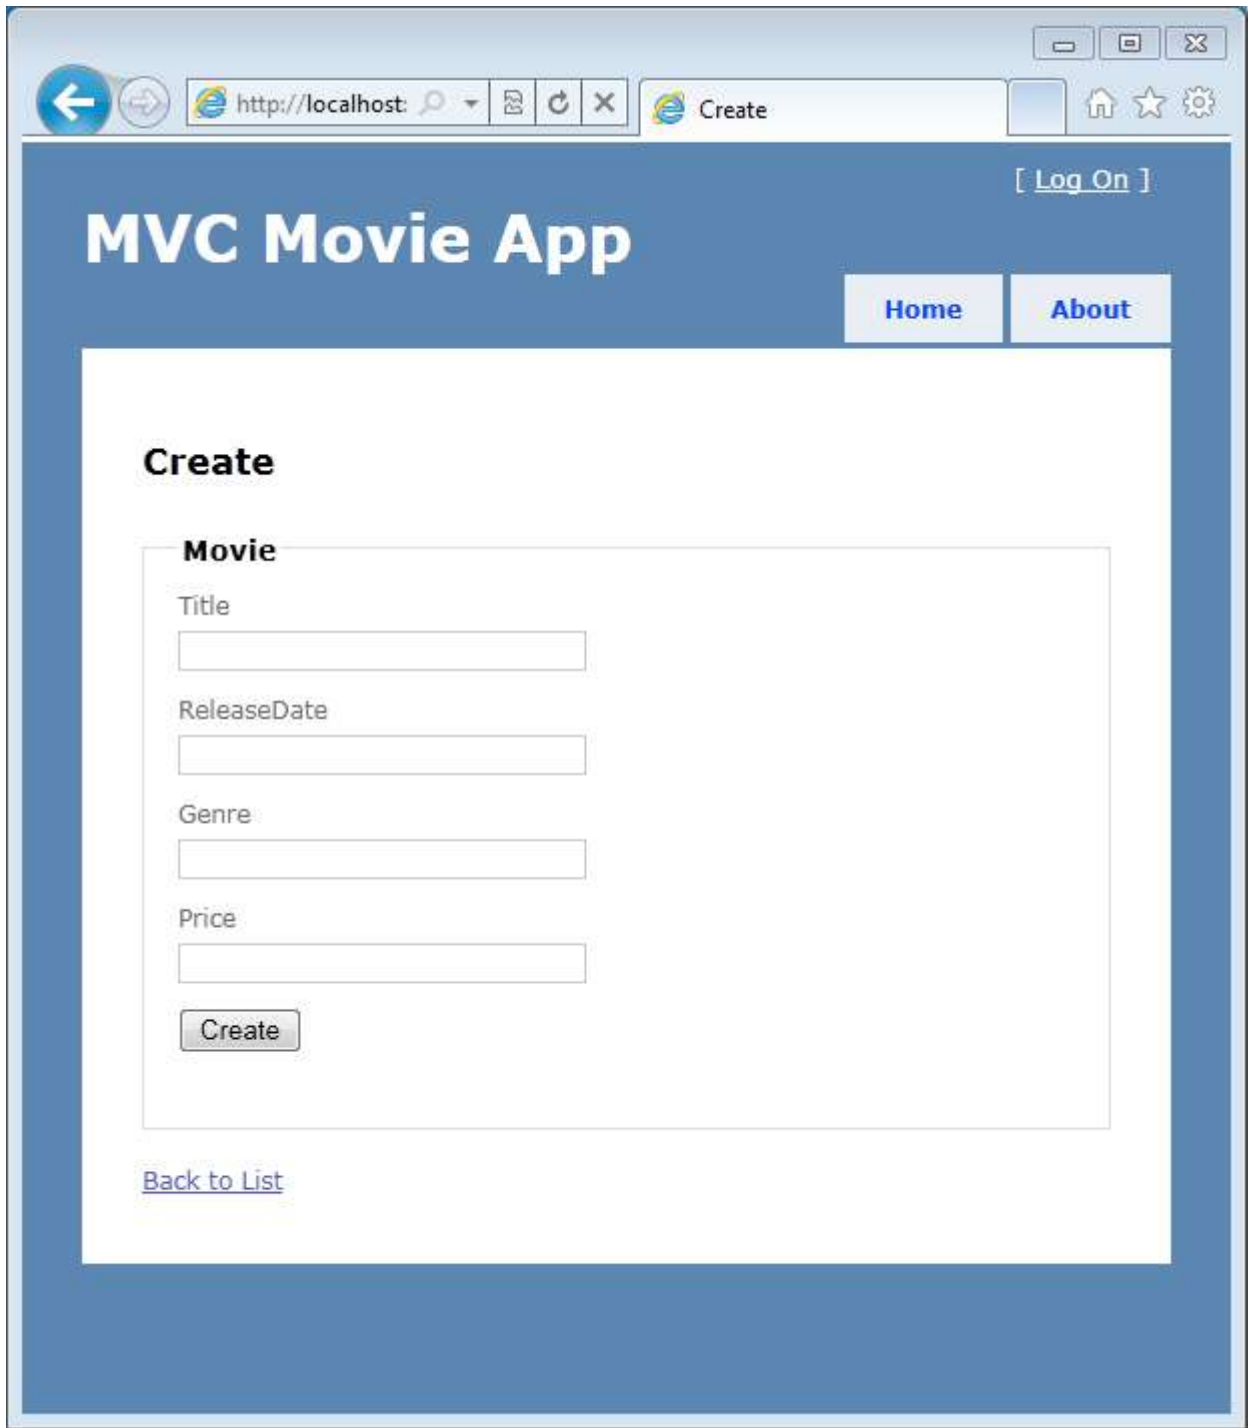 http://localhost:
Create
[ Log On ]
MVC Movie App
Home
About
Create
Movie
Title
ReleaseDate
Genre
Price
Create
Back to List